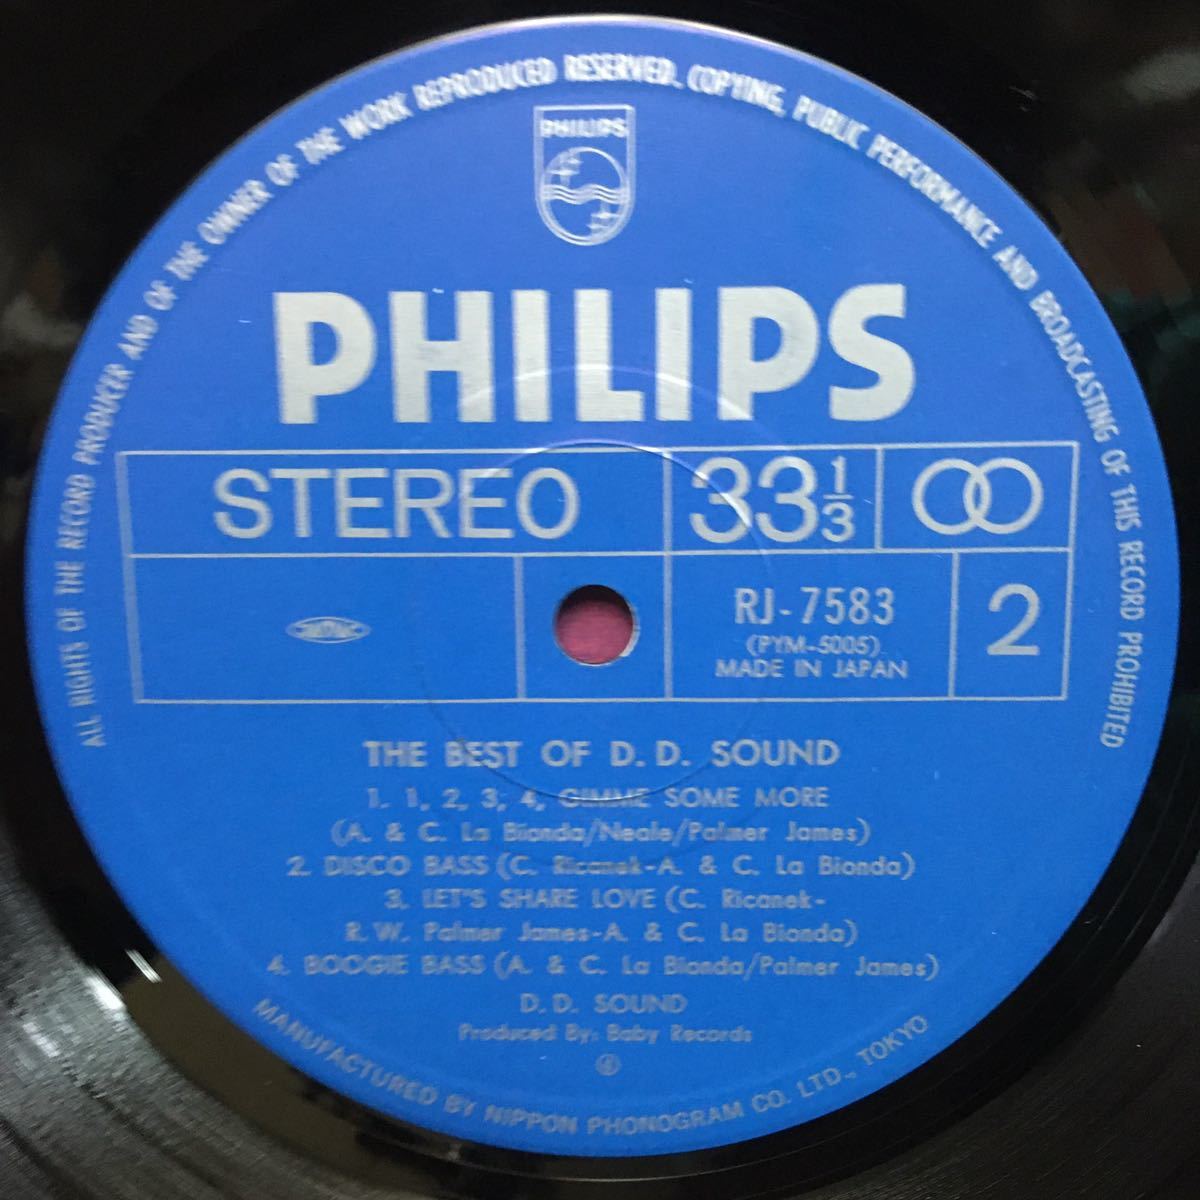 ALL RIGHTS OF THE RECORD PRODUCER AND OF THE OWNER OF THE WORK REPRODUCED RESERVED. COPYING, PUBLIC PERFORMANCE AND BROADCASTING OF THIS RECORD PROHIBITED
PHILIPS
PHILIPS
STEREO
33 1/3
RJ-7583
(PYM-5005)
MADE IN JAPAN
2
THE BEST OF D. D. SOUND
1. 1, 2, 3, 4, GIMME SOME MORE
(A. & C. La Bionda/Neale/Palmer James)
2. DISCO BASS (C. Ricanek-A. & C. La Bionda)
3. LET'S SHARE LOVE (C. Ricanek-
R.W. Palmer James-A. & C. La Bionda)
4. BOOGIE BASS (A. & C. La Bionda/Palmer James)
D. D. SOUND
Produced By: Baby Records
MANUFACTURED BY NIPPON PHONOGRAM CO. LTD., TOKYO